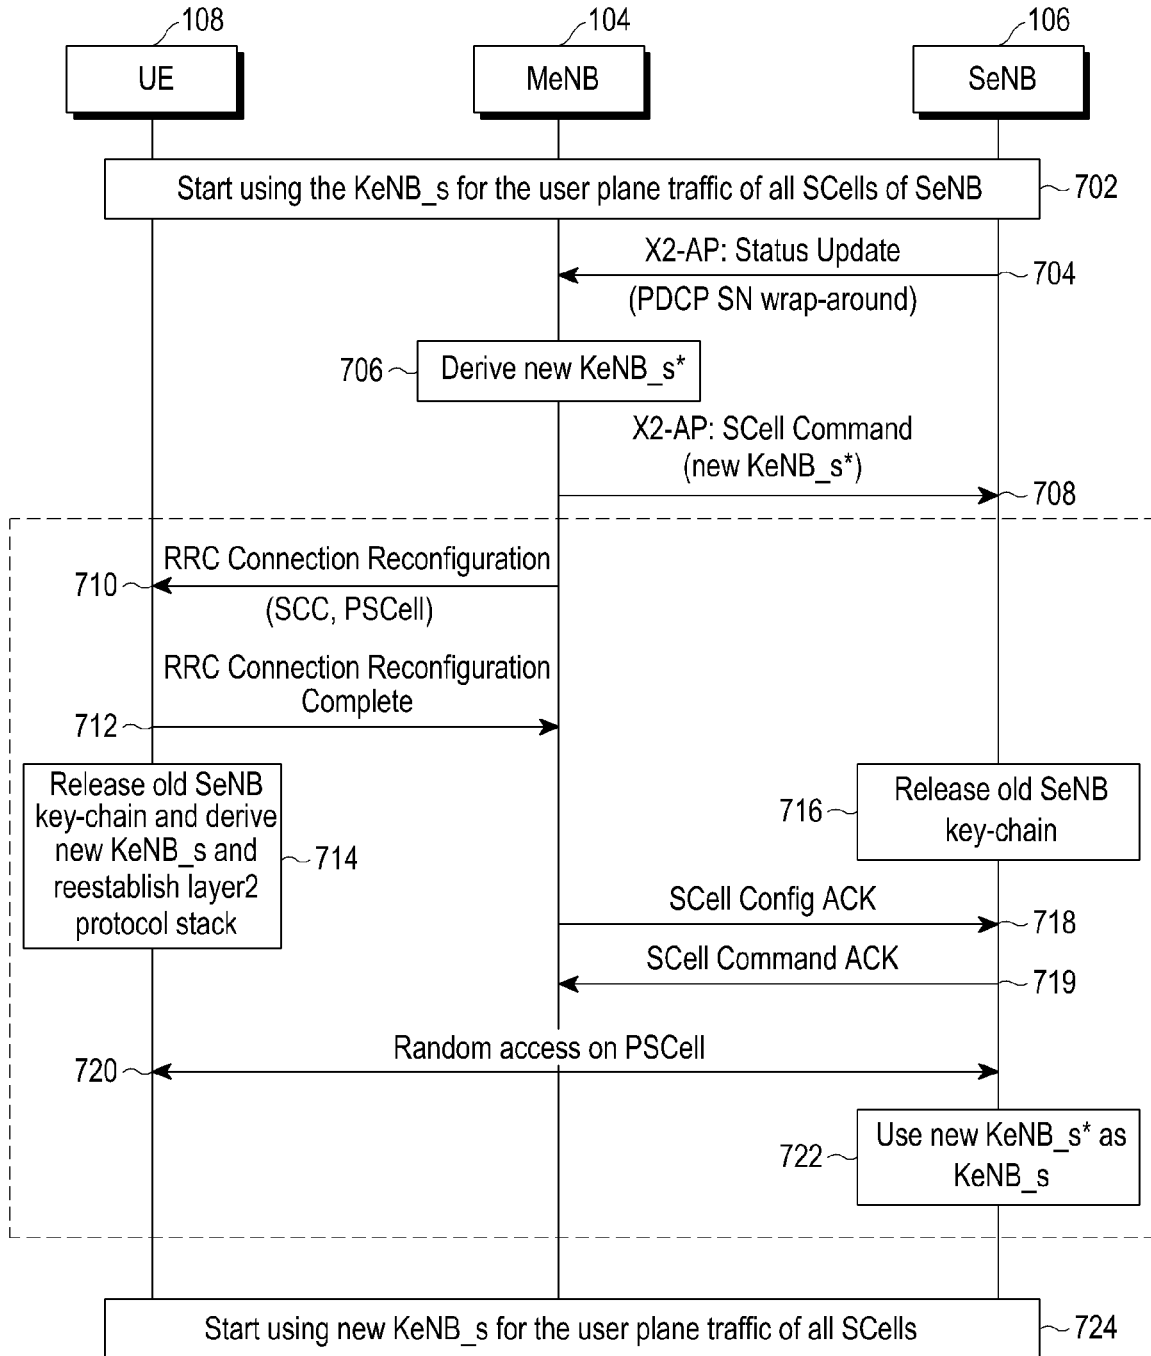 108
104
106
UE
MeNB
SeNB
Start using the KeNB_s for the user plane traffic of all SCells of SeNB
702
X2-AP: Status Update
704
(PDCP SN wrap-around)
706
Derive new KeNB_s*
X2-AP: SCell Command
(new KeNB_s*)
708
RRC Connection Reconfiguration
710
(SCC, PSCell)
RRC Connection Reconfiguration
Complete
712
Release old SeNB
key-chain and derive
new KeNB_s and
reestablish layer2
protocol stack
714
716
Release old SeNB
key-chain
SCell Config ACK
718
SCell Command ACK
719
Random access on PSCell
720
722
Use new KeNB_s* as
KeNB_s
Start using new KeNB_s for the user plane traffic of all SCells
724